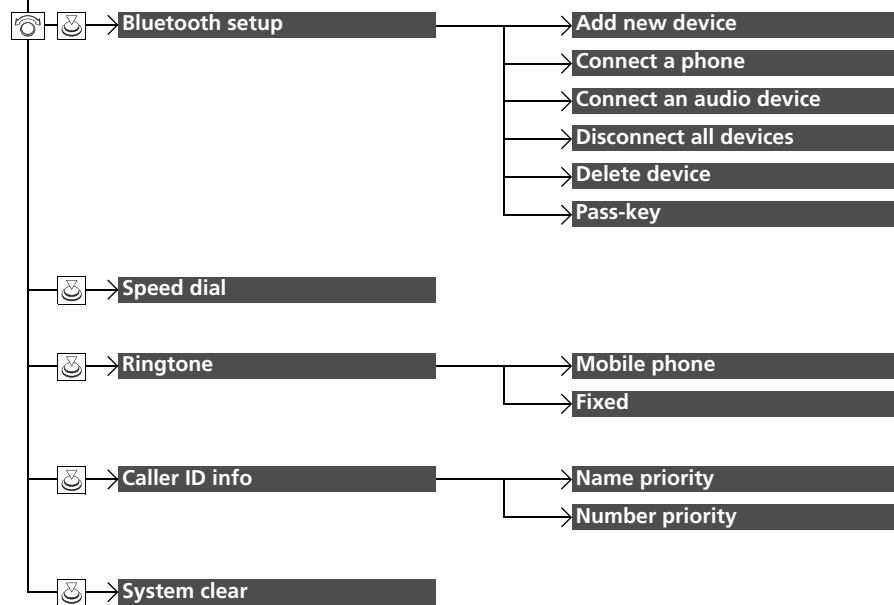 Bluetooth setup
Add new device
Connect a phone
Connect an audio device
Disconnect all devices
Delete device
Pass-key
Speed dial
Ringtone
Mobile phone
Fixed
Caller ID info
Name priority
Number priority
System clear